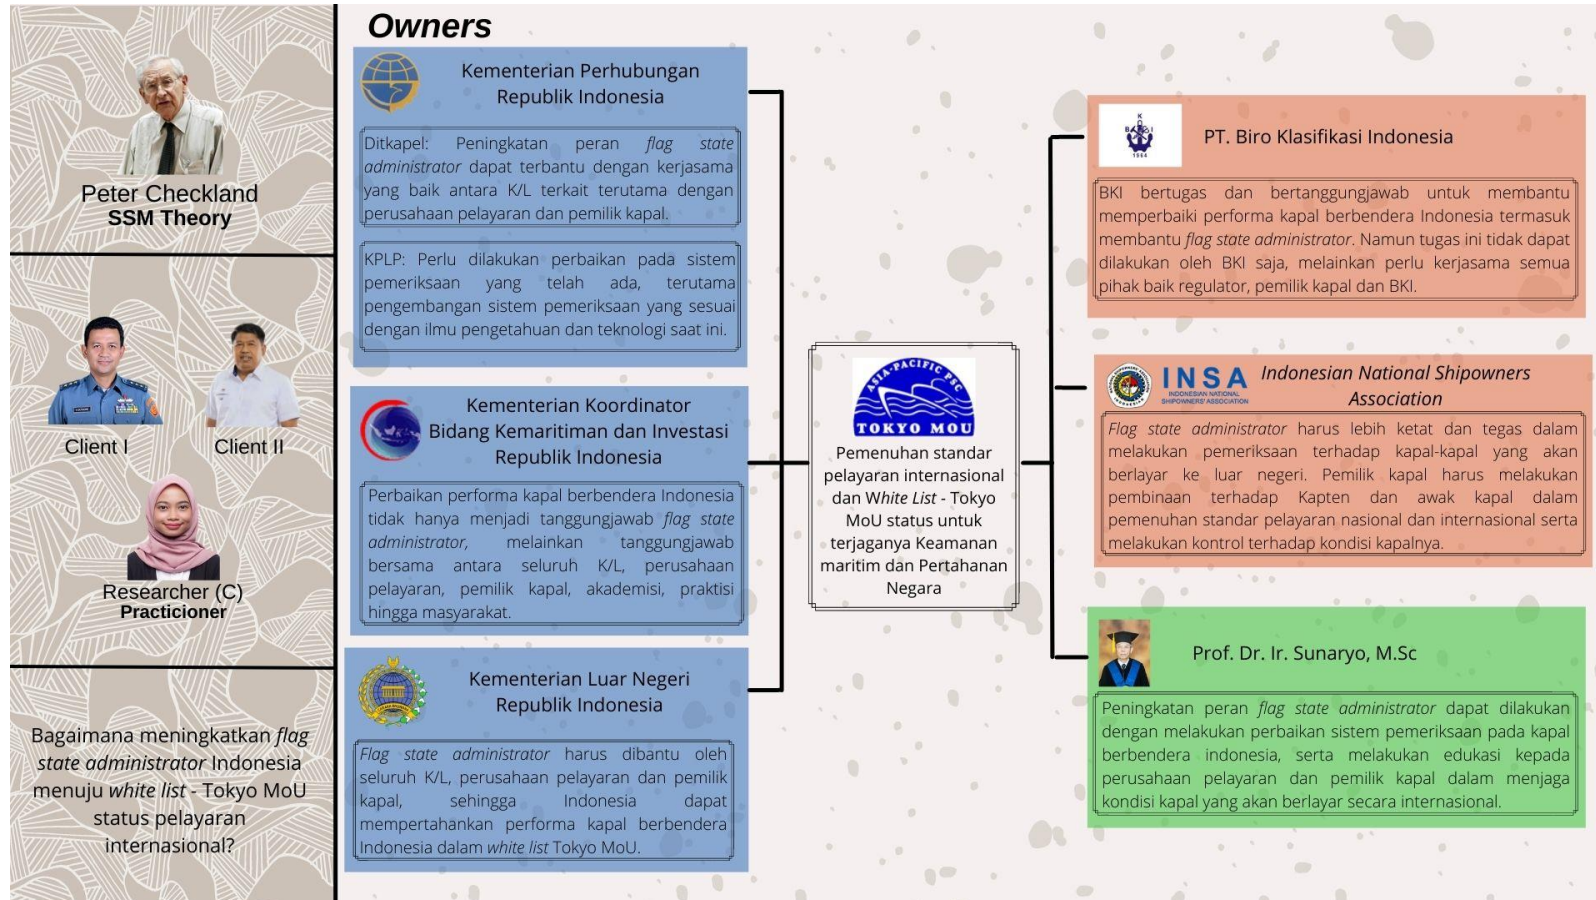 Peter Checkland
SSM Theory
Client I
Client II
Researcher (C)
Practicioner
Bagaimana meningkatkan flag
state administrator Indonesia
menuju white list - Tokyo MoU
status pelayaran
internasional?
Owners
Kementerian Perhubungan
Republik Indonesia
Ditkapel: Peningkatan peran flag state
administrator dapat terbantu dengan kerjasama
yang baik antara K/L terkait terutama dengan
perusahaan pelayaran dan pemilik kapal.
KPLP: Perlu dilakukan perbaikan pada sistem
pemeriksaan yang telah ada, terutama
pengembangan sistem pemeriksaan yang sesuai
dengan ilmu pengetahuan dan teknologi saat ini.
Kementerian Koordinator
Bidang Kemaritiman dan Investasi
Republik Indonesia
Perbaikan performa kapal berbendera Indonesia
tidak hanya menjadi tanggungjawab flag state
administrator, melainkan tanggungjawab
bersama antara seluruh K/L, perusahaan
pelayaran, pemilik kapal, akademisi, praktisi
hingga masyarakat.
Kementerian Luar Negeri
Republik Indonesia
Flag state administrator harus dibantu oleh
seluruh K/L, perusahaan pelayaran dan pemilik
kapal, sehingga Indonesia dapat
mempertahankan performa kapal berbendera
Indonesia dalam white list Tokyo MoU.
ASIA-PACIFIC PSC
TOKYO MOU
Pemenuhan standar
pelayaran internasional
dan White List - Tokyo
MoU status untuk
terjaganya Keamanan
maritim dan Pertahanan
Negara
K
B I
1964
PT. Biro Klasifikasi Indonesia
BKI bertugas dan bertanggungjawab untuk membantu
memperbaiki performa kapal berbendera Indonesia termasuk
membantu flag state administrator. Namun tugas ini tidak dapat
dilakukan oleh BKI saja, melainkan perlu kerjasama semua
pihak baik regulator, pemilik kapal dan BKI.
INSA
INDONESIAN NATIONAL
SHIPOWNERS' ASSOCIATION
Indonesian National Shipowners
Association
Flag state administrator harus lebih ketat dan tegas dalam
melakukan pemeriksaan terhadap kapal-kapal yang akan
berlayar ke luar negeri. Pemilik kapal harus melakukan
pembinaan terhadap Kapten dan awak kapal dalam
pemenuhan standar pelayaran nasional dan internasional serta
melakukan kontrol terhadap kondisi kapalnya.
Prof. Dr. Ir. Sunaryo, M.Sc
Peningkatan peran flag state administrator dapat dilakukan
dengan melakukan perbaikan sistem pemeriksaan pada kapal
berbendera indonesia, serta melakukan edukasi kepada
perusahaan pelayaran dan pemilik kapal dalam menjaga
kondisi kapal yang akan berlayar secara internasional.